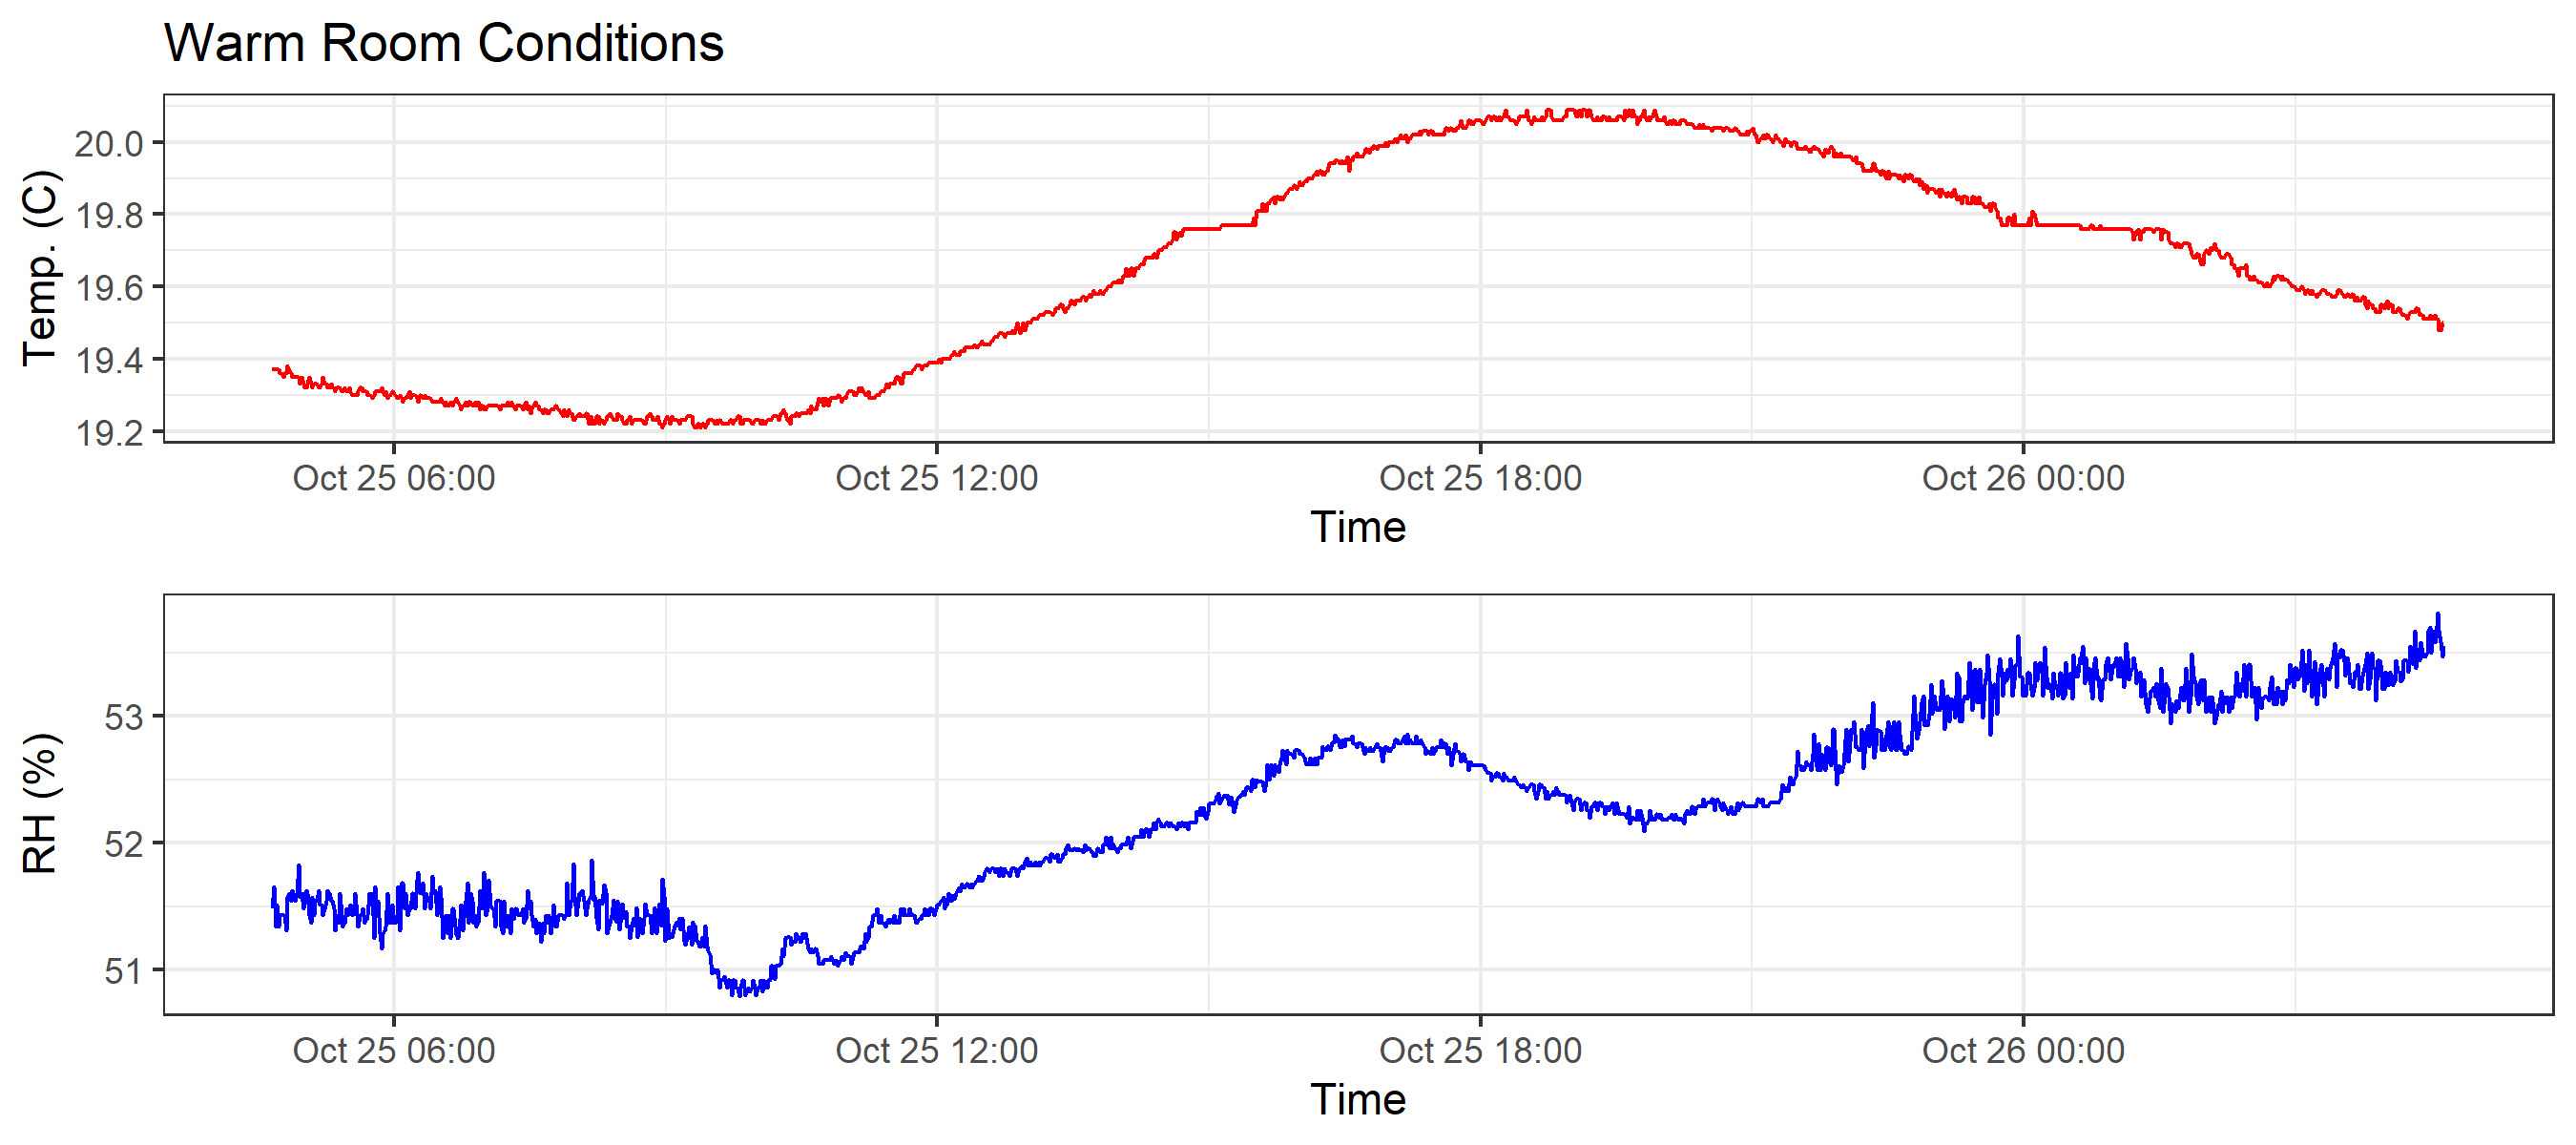 Warm Room Conditions
Temp. (C)
20.0
19.8
19.6
19.4
19.2
Oct 25 06:00 Oct 25 12:00 Oct 25 18:00 Oct 26 00:00
Time
RH (%)
53
52
51
Oct 25 06:00 Oct 25 12:00 Oct 25 18:00 Oct 26 00:00
Time